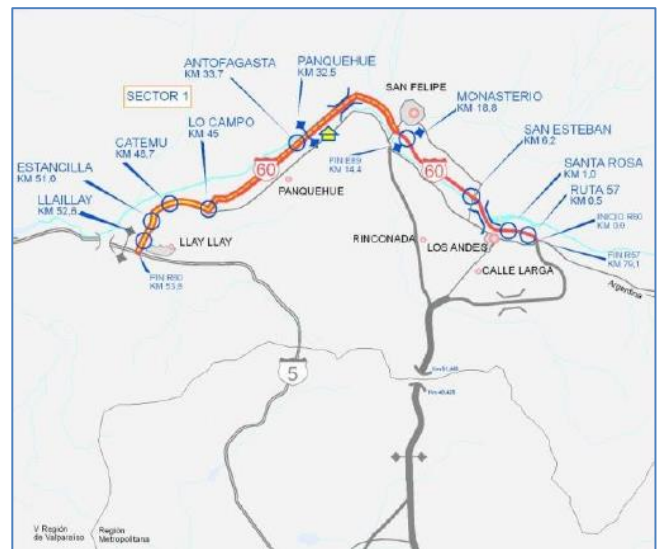 ANTOFAGASTA
KM 33,7
PANQUEHUE
KM 32,5
SAN FELIPE
MONASTERIO
KM 18,8
SECTOR 1
LO CAMPO
KM 45
SAN ESTEBAN
KM 6,2
CATEMU
KM 48,7
SANTA ROSA
KM 1,0
ESTANCILLA
KM 51,0
FIN E89
KM 14,4
60
60
RUTA 57
KM 0,5
PANQUEHUE
LLAILLAY
KM 52,8
INICIO R60
KM 0,0
LLAY LLAY
RINCONADA
LOS ANDES
FIN R57
KM 79,1
CALLE LARGA
FIN R60
Argentina
5
V Región
de Valparaíso
Región
Metropolitana